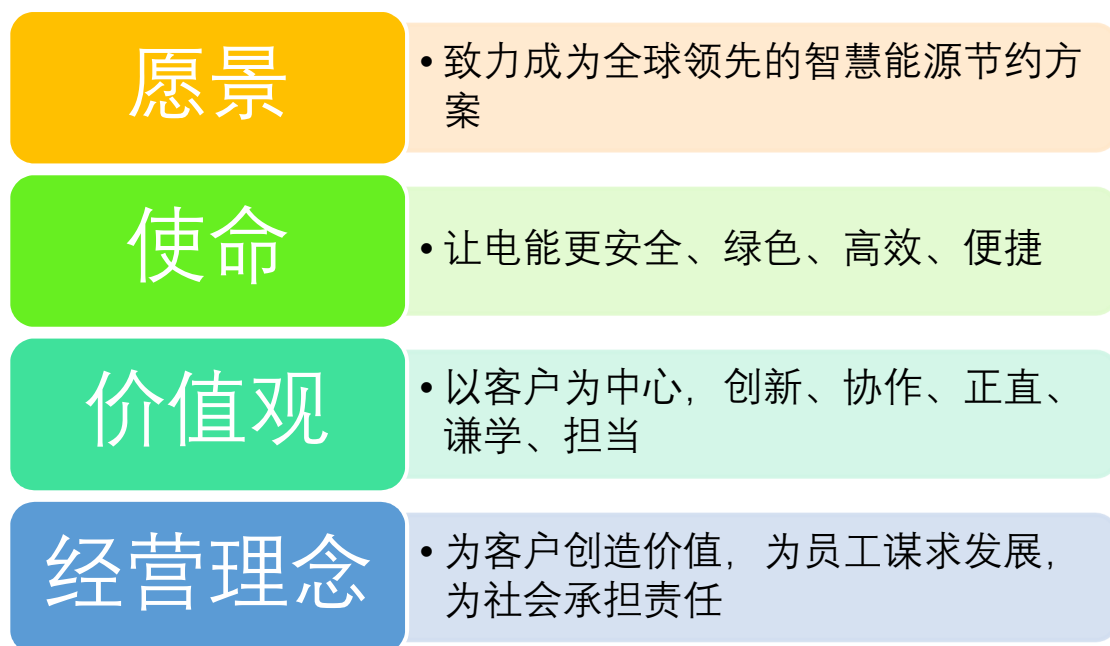 愿景
• 致力成为全球领先的智慧能源节约方
案
使命
• 让电能更安全、绿色、高效、便捷
价值观
• 以客户为中心，创新、协作、正直、
谦学、担当
经营理念
• 为客户创造价值，为员工谋求发展，
为社会承担责任